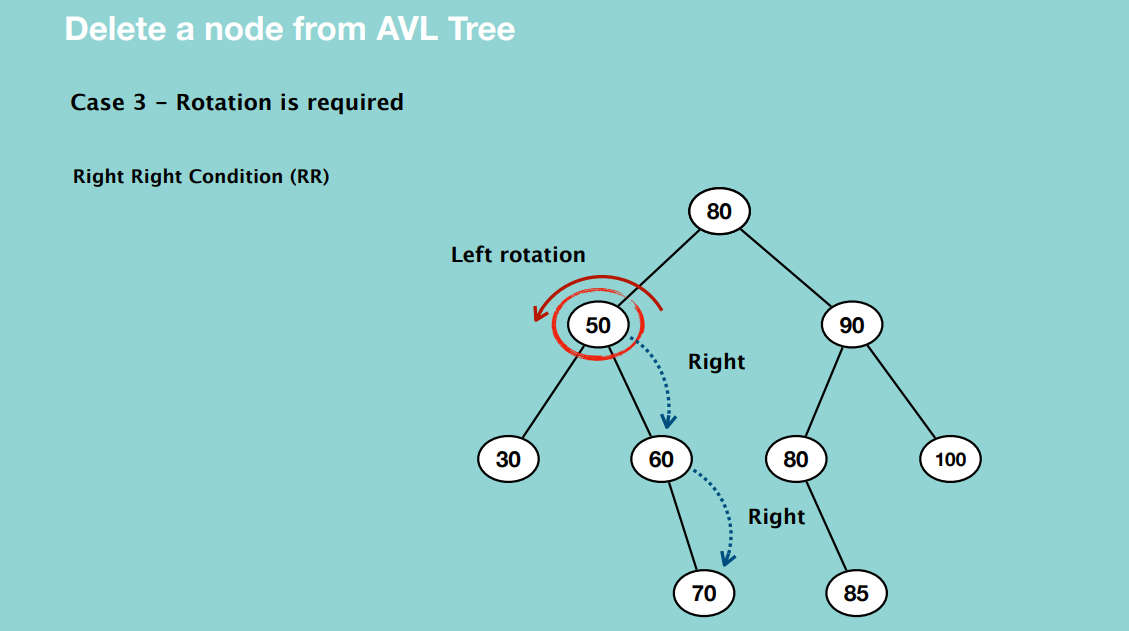 Delete a node from AVL Tree
Case 3 – Rotation is required
Right Right Condition (RR)
80
Left rotation
50
90
Right
30
60
80
100
Right
70
85